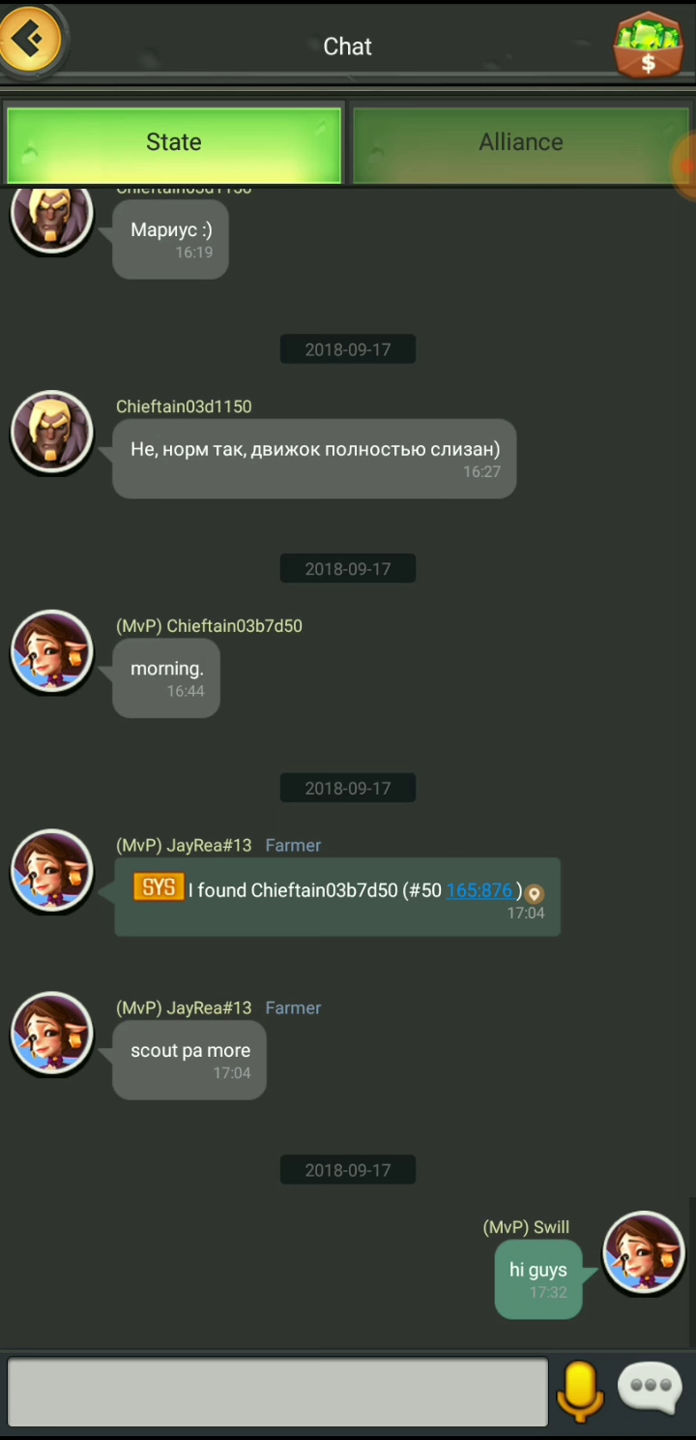 Chat
$
State
Alliance
Chieftain03d1150
Мариус :)
16:19
2018-09-17
Chieftain03d1150
Не, норм так, движок полностью слизан)
16:27
2018-09-17
(MvP) Chieftain03b7d50
morning.
16:44
2018-09-17
(MvP) JayRea#13 Farmer
SYS I found Chieftain03b7d50 (#50 165:876 )
17:04
(MvP) JayRea#13 Farmer
scout pa more
17:04
2018-09-17
(MvP) Swill
hi guys
17:32